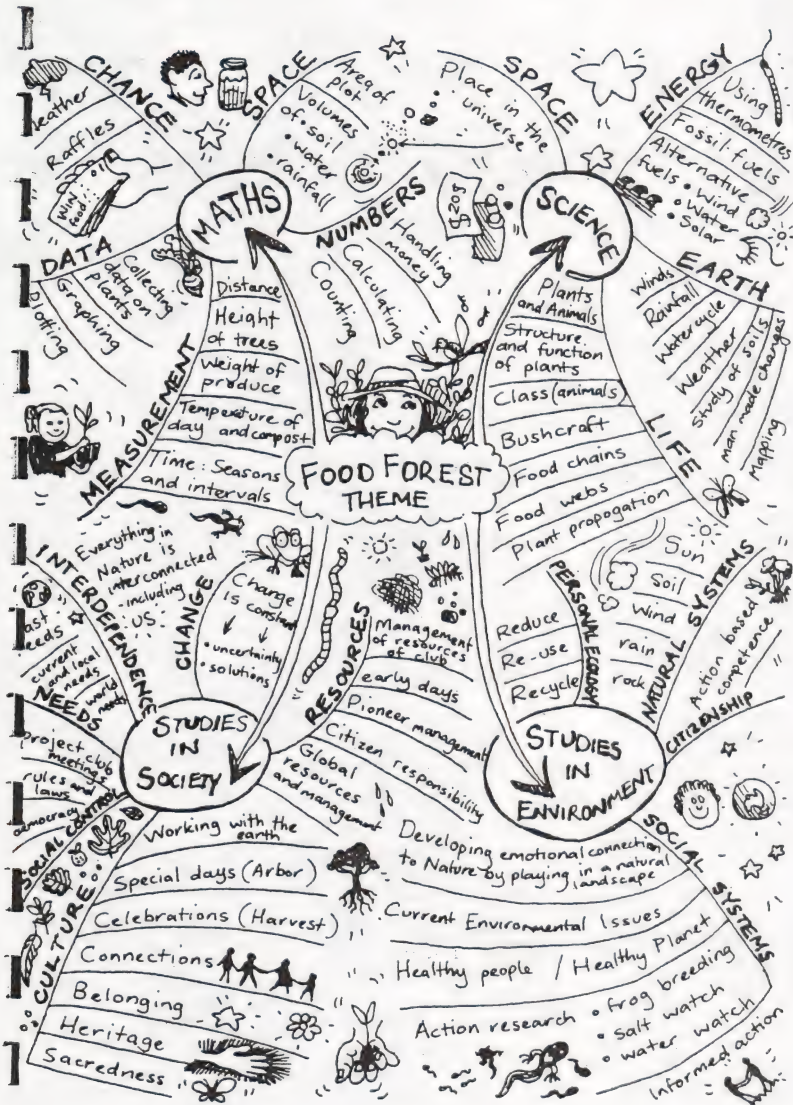 CHANCE
weather
Raffles
Wind
Food
SPACE
Area of
plot
Volumes
of • soil
• water
• rainfall
SPACE
Place in the
universe
ENERGY
Using
thermometres
Fossil fuels
Alternative
fuels • Wind
• Water
• Solar
MATHS
NUMBERS
Counting
Calculating
Handling
money
$20
SCIENCE
DATA
Plotting
Graphing
Collecting
data on
plants
MEASUREMENT
Distance
Height
of trees
Weight of
produce
Temperature of
day and compost
Time: Seasons
and intervals
EARTH
Winds
Rainfall
Watercycle
Weather
Study of soils
man made changes
Mapping
LIFE
Plants
and Animals
Structure
and function
of plants
Class (animals)
Bushcraft
Food chains
Food webs
Plant propogation
FOOD FOREST
THEME
INTERDEPENDENCE
Everything in
Nature is
interconnected
- including
US
CHANGE
Change
is constant
• uncertainty
• solutions
RESOURCES
Management
of resources
of club
early days
Pioneer management
Citizen responsibility
Global
resources
and management
PERSONAL ECOLOGY
Reduce
Re-use
Recycle
NATURAL SYSTEMS
Sun
Soil
Wind
rain
rock
CITIZENSHIP
Action based
competence
NEEDS
past
needs
current
and local
needs
world
needs
STUDIES
IN
SOCIETY
STUDIES
IN
ENVIRONMENT
SOCIAL CONTROL
project club
meetings
rules and
laws
democracy
CULTURE
Working with the
earth
Special days (Arbor)
Celebrations (Harvest)
Connections
Belonging
Heritage
Sacredness
SOCIAL SYSTEMS
Developing emotional connection
to Nature by playing in a natural
landscape
Current Environmental Issues
Healthy people / Healthy Planet
Action research • frog breeding
• salt watch
• water watch
Informed action